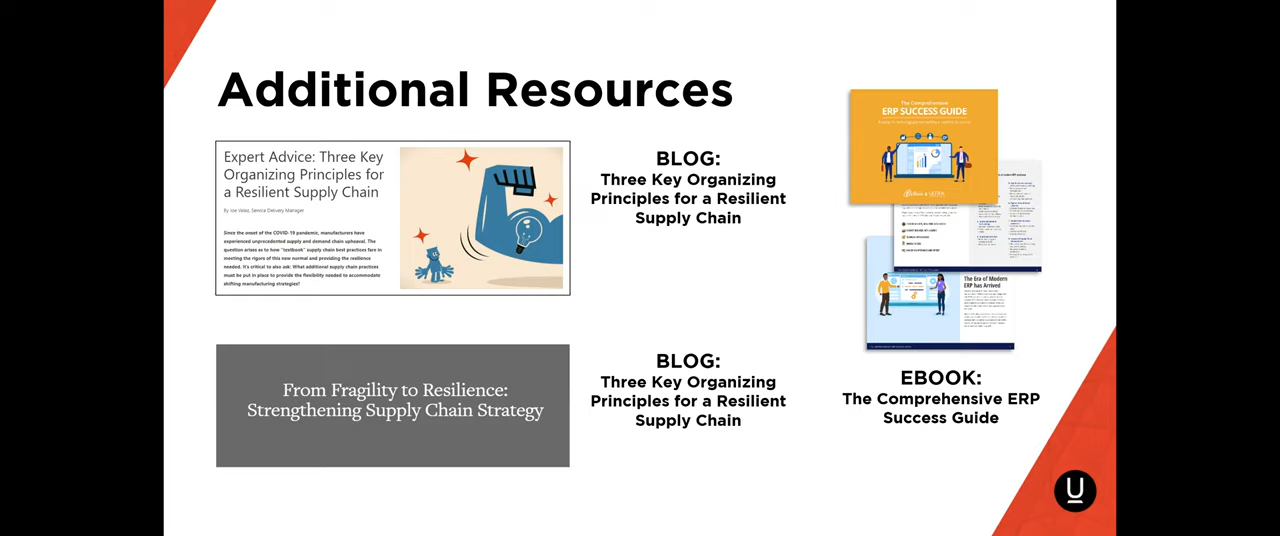 Additional Resources
Expert Advice: Three Key
Organizing Principles for
a Resilient Supply Chain
By Joe Velez, Service Delivery Manager
Since the onset of the COVID-19 pandemic, manufacturers have
experienced unprecedented supply and demand chain upheaval. The
question arises as to how "textbook" supply chain best practices fare in
meeting the rigors of this new normal and providing the resilience
needed. It's critical to also ask: What additional supply chain practices
must be put in place to provide the flexibility needed to accommodate
shifting manufacturing strategies?
BLOG:
Three Key Organizing
Principles for a Resilient
Supply Chain
The Comprehensive
ERP SUCCESS GUIDE
The Era of Modern
ERP has Arrived
From Fragility to Resilience:
Strengthening Supply Chain Strategy
BLOG:
Three Key Organizing
Principles for a Resilient
Supply Chain
EBOOK:
The Comprehensive ERP
Success Guide
U